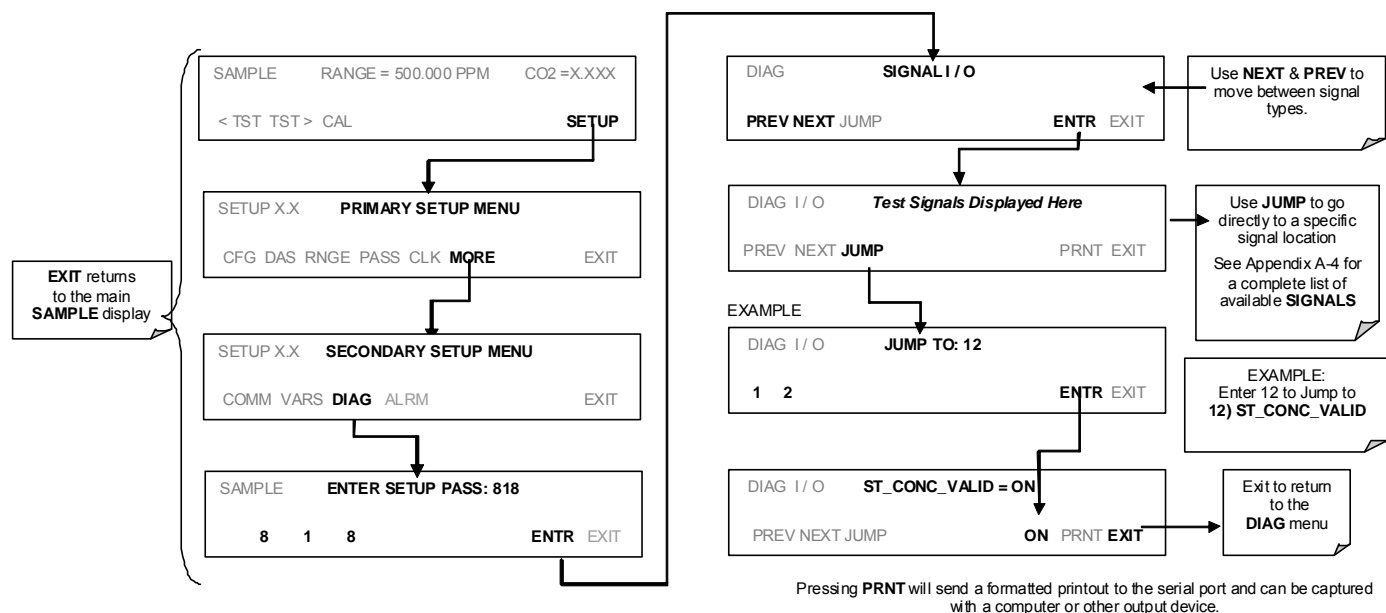 SAMPLE RANGE = 500.000 PPM CO2 =X.XXX
< TST TST > CAL SETUP
SETUP X.X PRIMARY SETUP MENU
CFG DAS RNGE PASS CLK MORE EXIT
EXIT returns
to the main
SAMPLE display
SETUP X.X SECONDARY SETUP MENU
COMM VARS DIAG ALRM EXIT
SAMPLE ENTER SETUP PASS: 818
8 1 8 ENTR EXIT
DIAG SIGNAL I / O
PREV NEXT JUMP ENTR EXIT
Use NEXT & PREV to
move between signal
types.
DIAG I / O Test Signals Displayed Here
PREV NEXT JUMP PRNT EXIT
Use JUMP to go
directly to a specific
signal location
See Appendix A-4 for
a complete list of
available SIGNALS
EXAMPLE
DIAG I / O JUMP TO: 12
1 2 ENTR EXIT
EXAMPLE:
Enter 12 to Jump to
12) ST_CONC_VALID
DIAG I / O ST_CONC_VALID = ON
PREV NEXT JUMP ON PRNT EXIT
Exit to return
to the
DIAG menu
Pressing PRNT will send a formatted printout to the serial port and can be captured
with a computer or other output device.